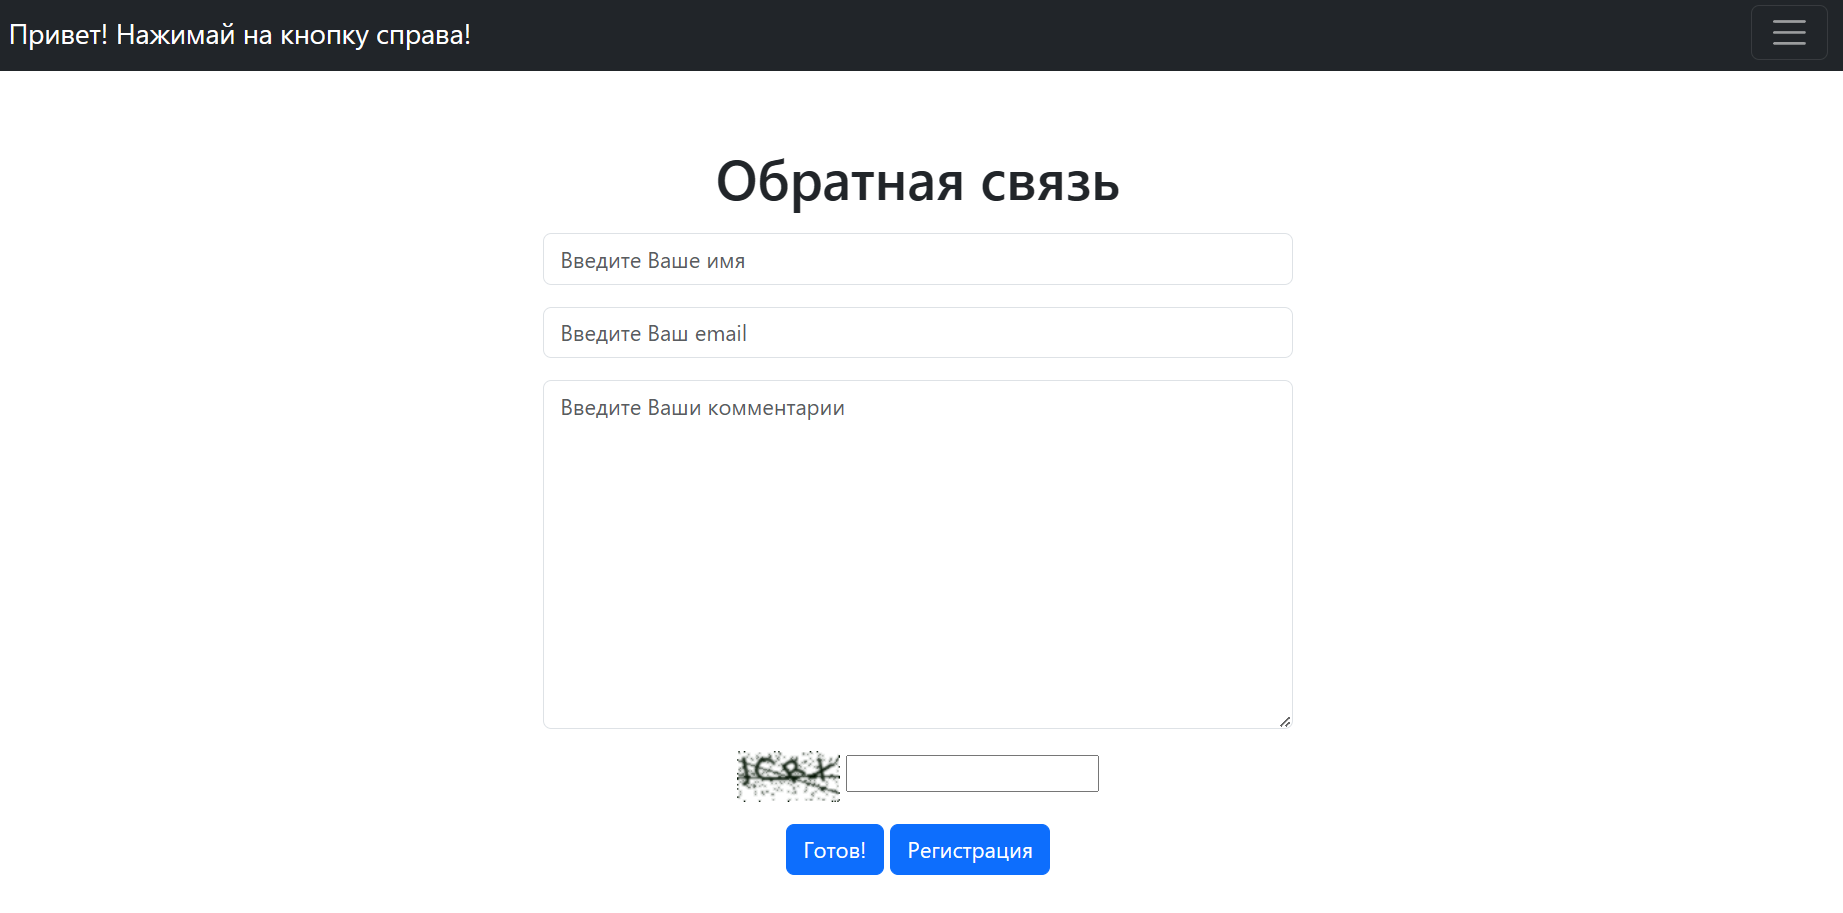 Привет! Нажимай на кнопку справа!
Обратная связь
Введите Ваше имя
Введите Ваш email
Введите Ваши комментарии
Готов! Регистрация